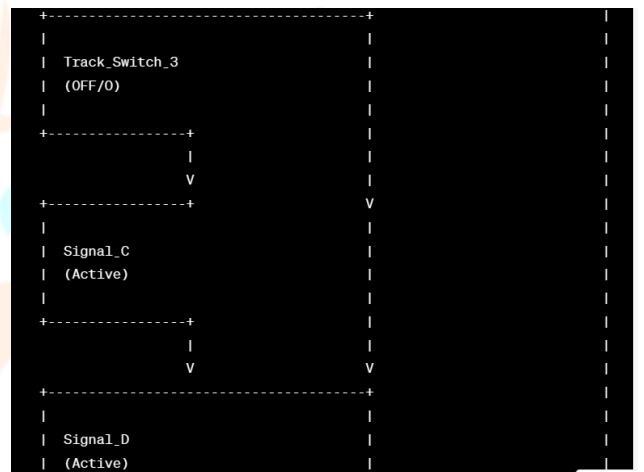 +-------------------------------------+                          |
|                                     |                          |
|  Track_Switch_3                     |                          |
|  (OFF/O)                            |                          |
|                                     |                          |
+-----------------+                   |                          |
                  |                   |                          |
                  V                   |                          |
+-----------------+                   V                          |
|                                     |                          |
|  Signal_C                           |                          |
|  (Active)                           |                          |
|                                     |                          |
+-----------------+                   |                          |
                  |                   |                          |
                  V                   V                          |
+-------------------------------------+                          |
|                                     |                          |
|  Signal_D                           |                          |
|  (Active)                           |                          |